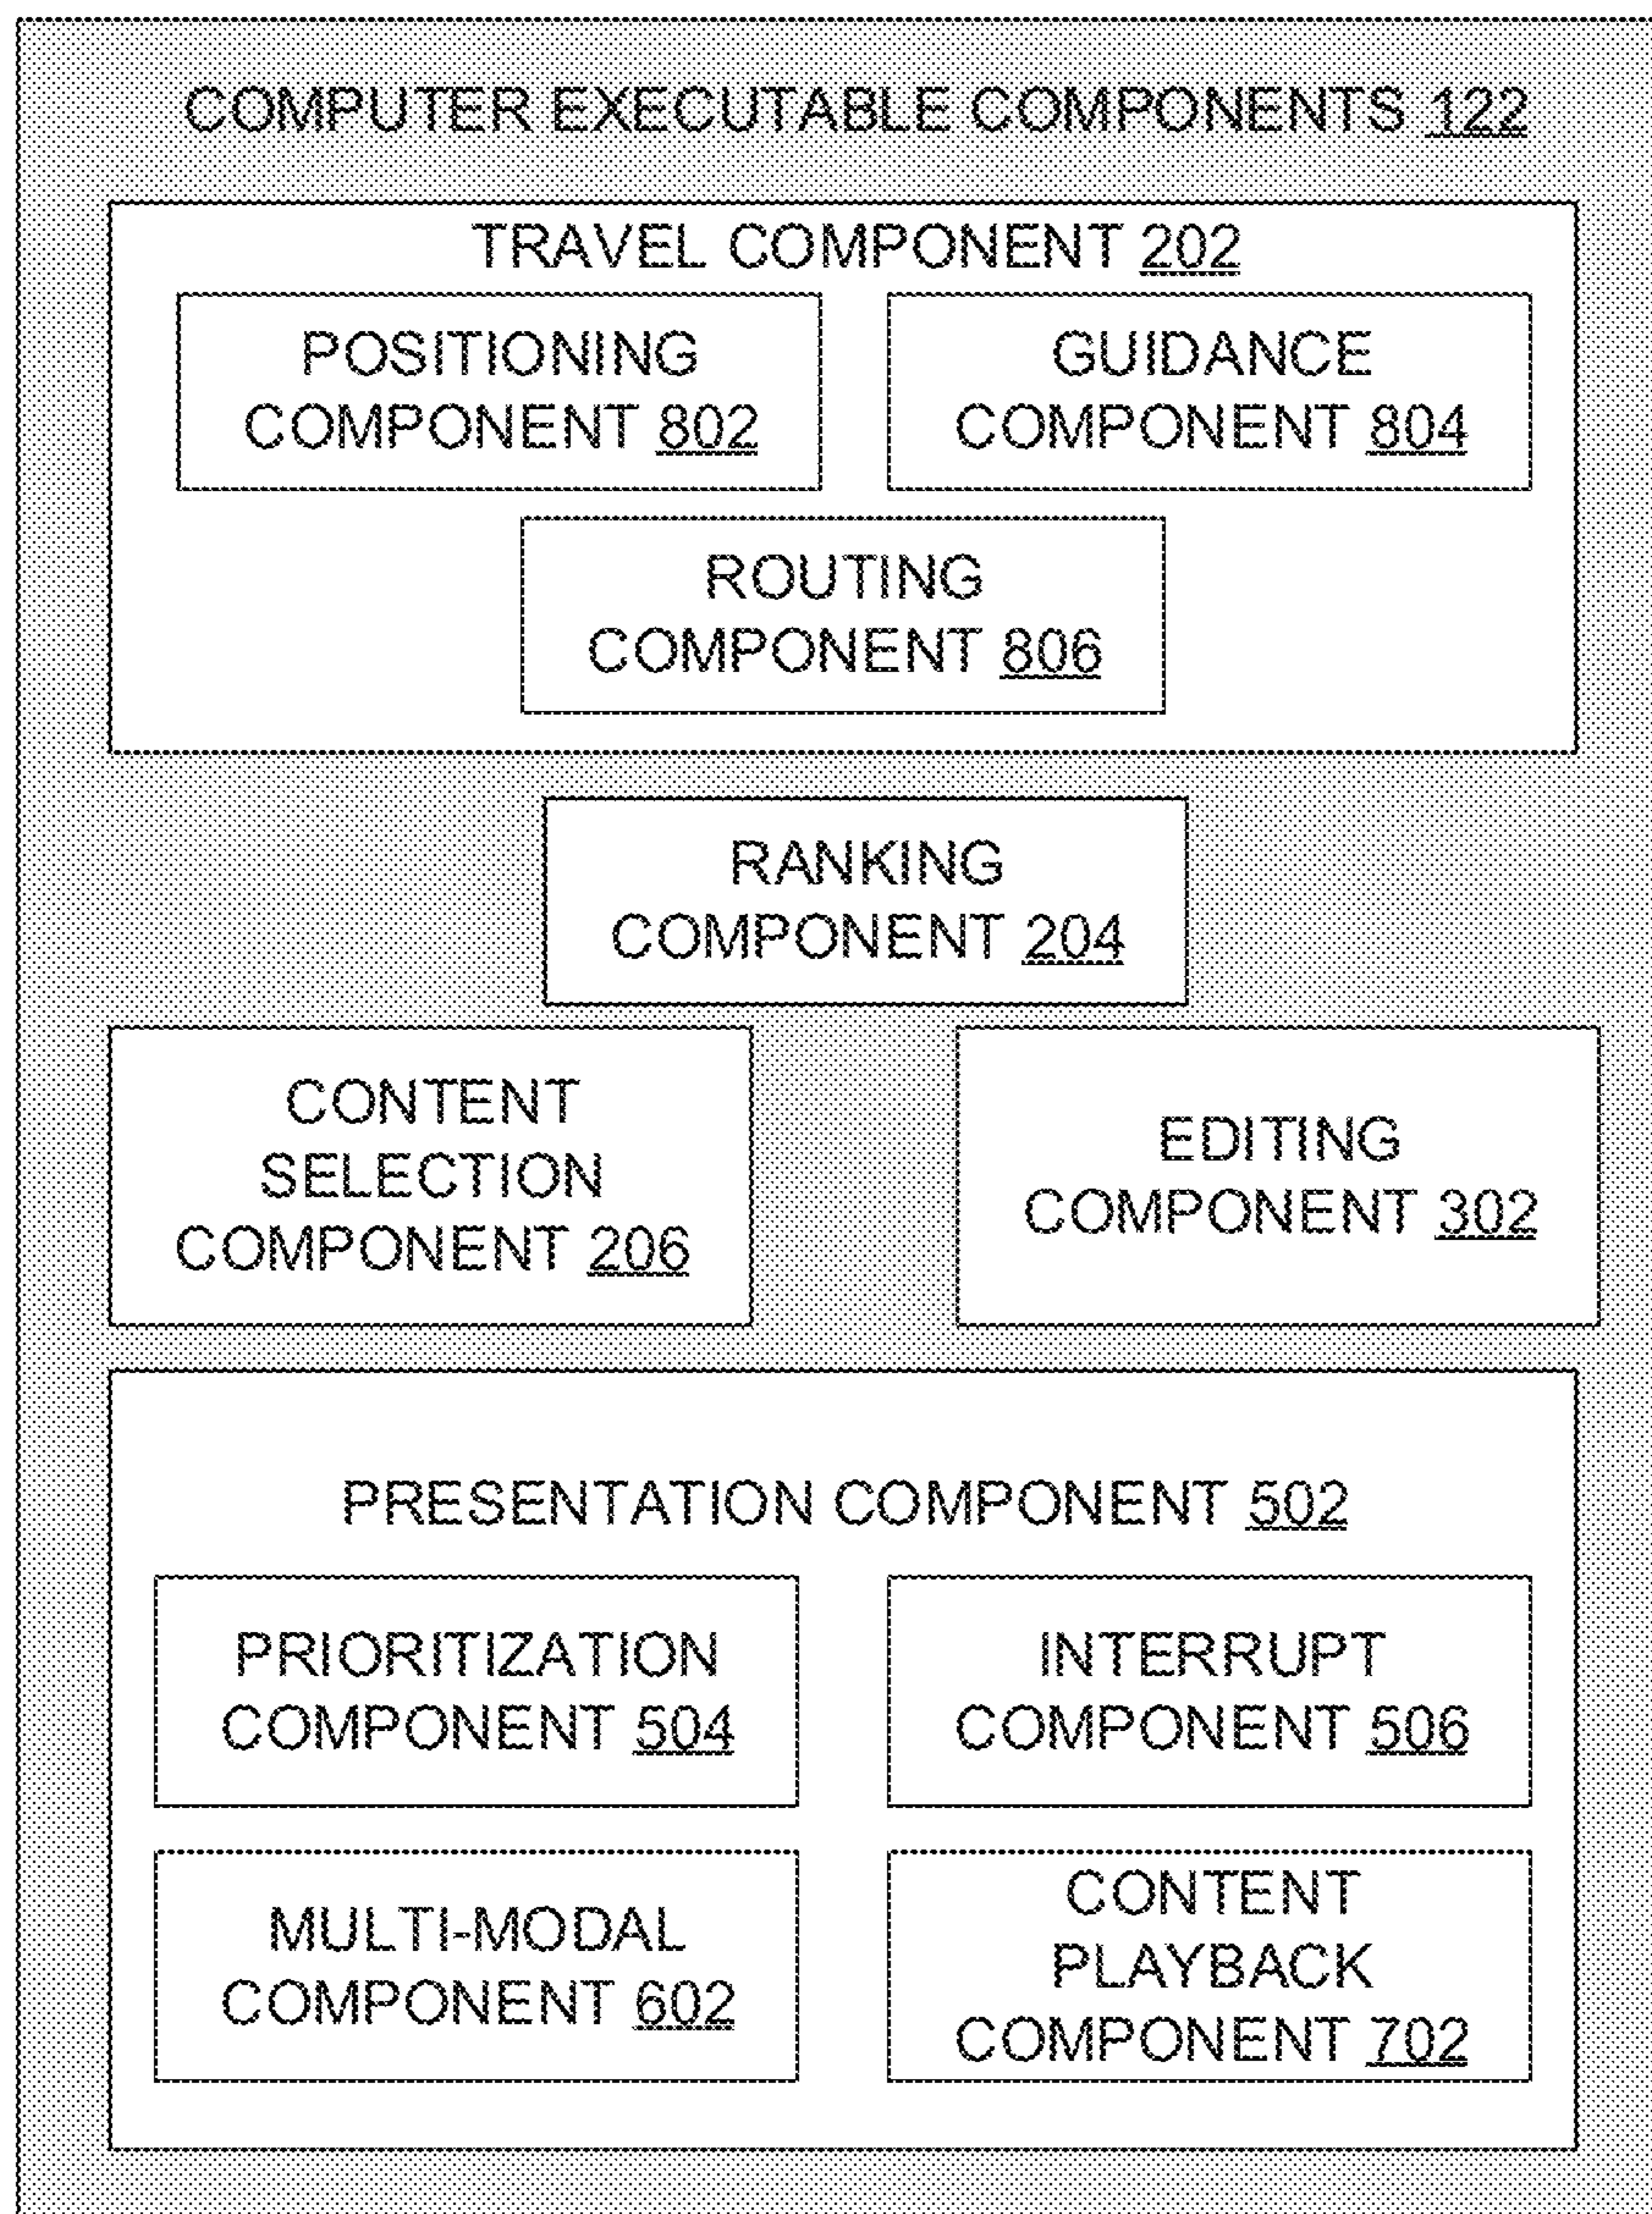 COMPUTER EXECUTABLE COMPONENTS 122
TRAVEL COMPONENT 202
POSITIONING
COMPONENT 802
GUIDANCE
COMPONENT 804
ROUTING
COMPONENT 806
RANKING
COMPONENT 204
CONTENT
SELECTION
COMPONENT 206
EDITING
COMPONENT 302
PRESENTATION COMPONENT 502
PRIORITIZATION
COMPONENT 504
INTERRUPT
COMPONENT 506
MULTI-MODAL
COMPONENT 602
CONTENT
PLAYBACK
COMPONENT 702